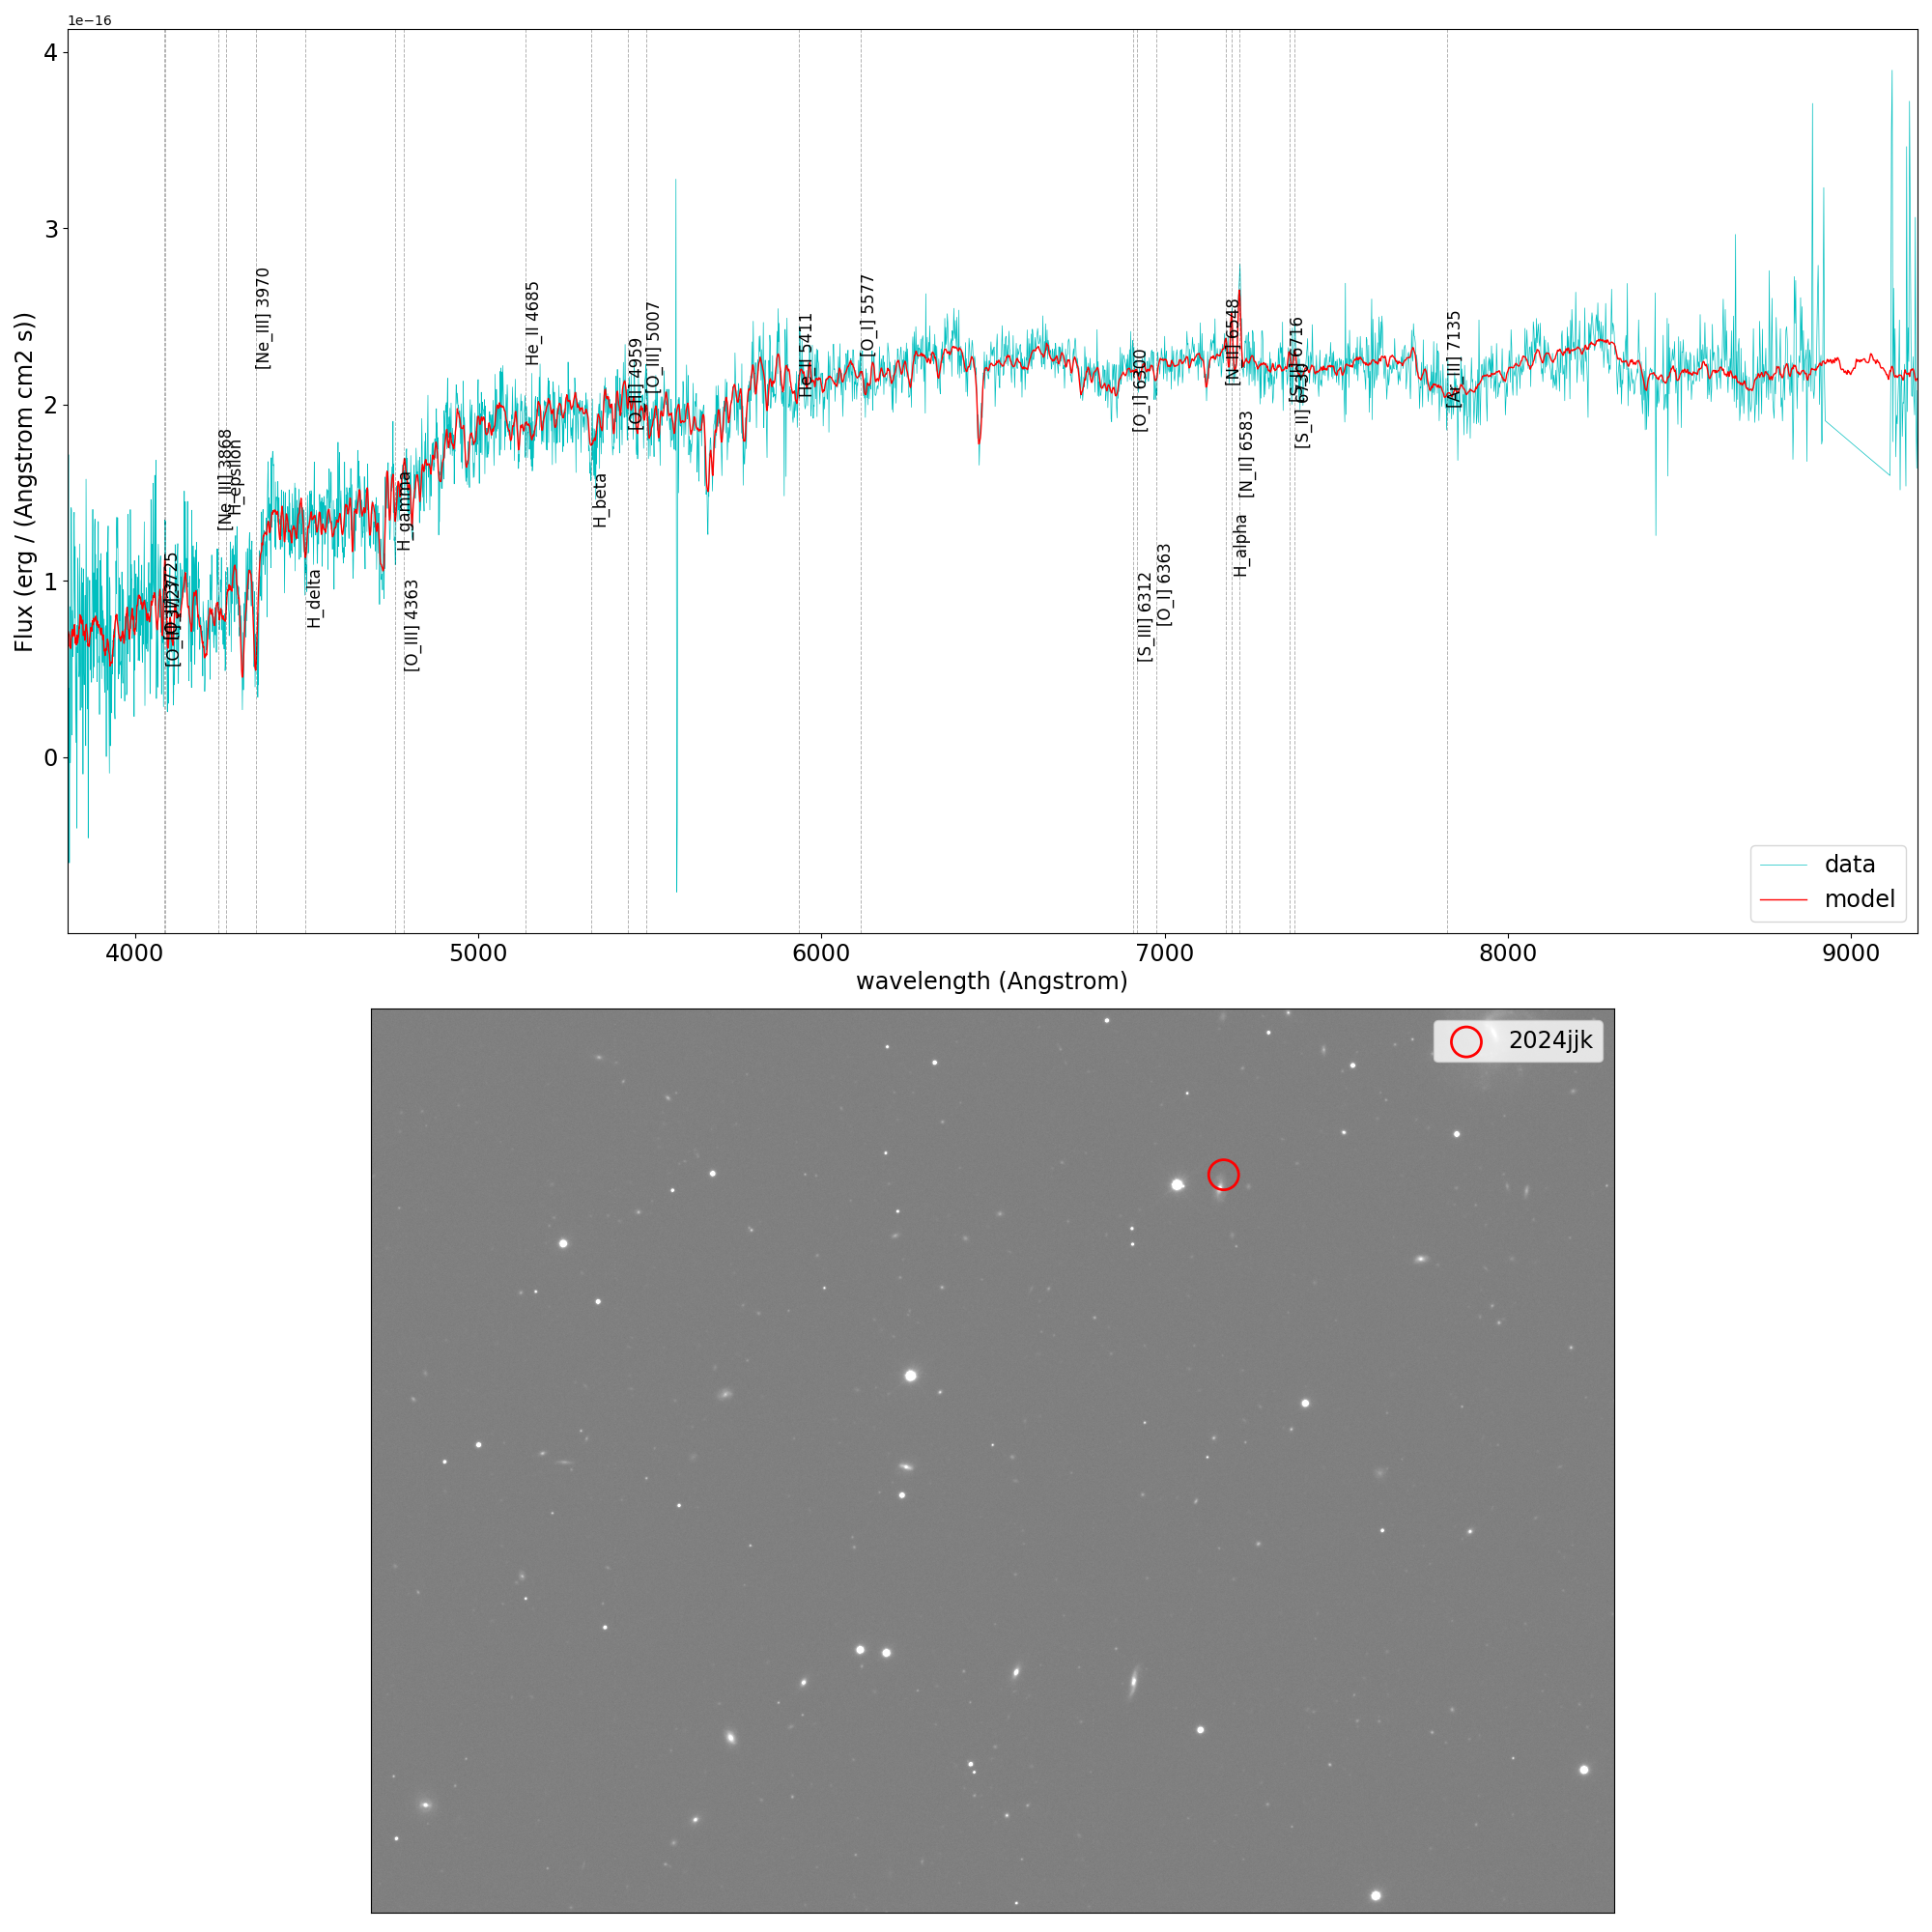 1e−16
Flux (erg / (Angstrom cm2 s))
4
3
2
1
0
[Ne_III] 3868
H_epsilon
[Ne_III] 3970
H_delta
H_gamma
[O_III] 4363
He_II 4685
H_beta
[O_III] 4959
[O_III] 5007
He_II 5411
[O_I] 5577
[O_I] 6300
[S_III] 6312
[O_I] 6363
[N_II] 6548
H_alpha
[N_II] 6583
[S_II] 6716
[S_II] 6730
[Ar_III] 7135
data
model
4000 5000 6000 7000 8000 9000
wavelength (Angstrom)
2024jjk